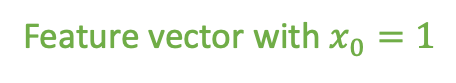 Feature vector with x₀ = 1